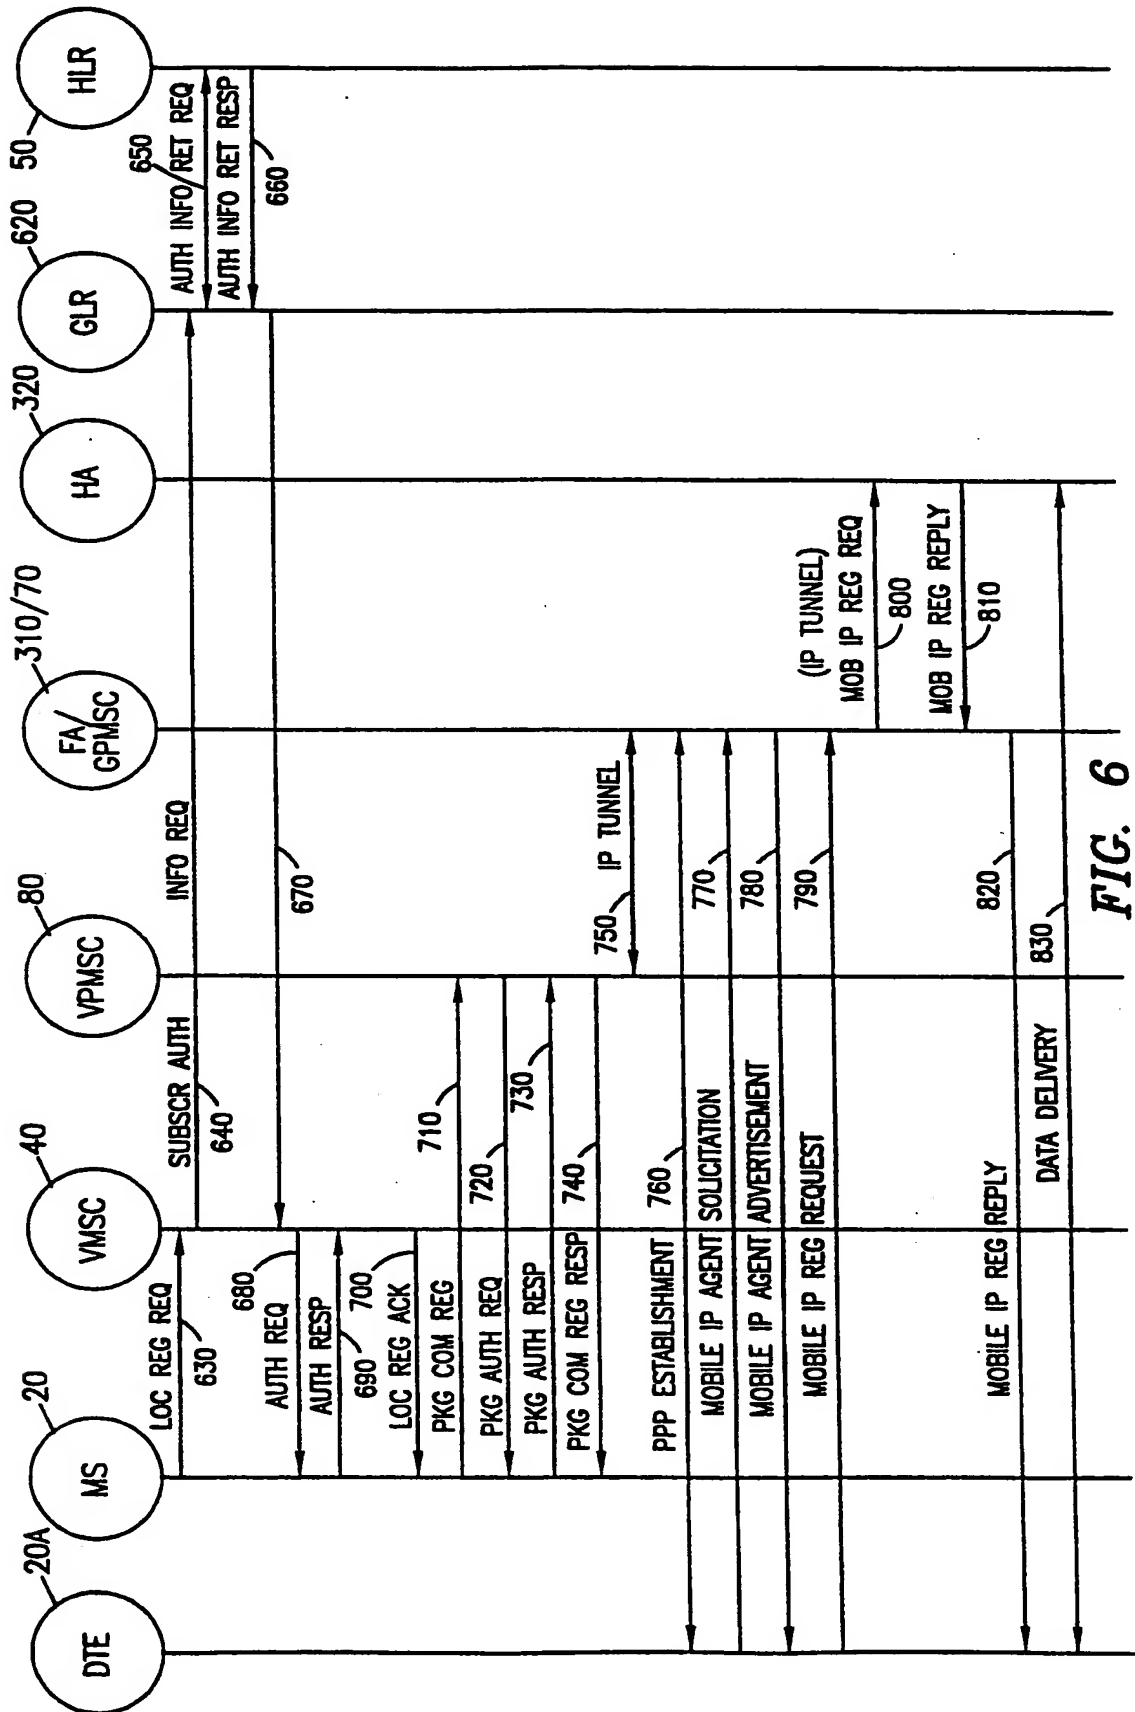 DTE
20A
MS
20
VMSC
40
VPMSC
80
FA/
GPMSC
310/70
HA
320
GLR
620
HLR
50
LOC REG REQ
630
SUBSCR AUTH
INFO REQ
640
AUTH INFO RET REQ
650
AUTH INFO RET RESP
660
670
680
AUTH REQ
AUTH RESP
690
700
LOC REG ACK
PKG COM REG
710
PKG AUTH REQ
720
PKG AUTH RESP
730
PKG COM REG RESP
740
750
IP TUNNEL
PPP ESTABLISHMENT
760
MOBILE IP AGENT SOLICITATION
770
MOBILE IP AGENT ADVERTISEMENT
780
MOBILE IP REG REQUEST
790
(IP TUNNEL)
MOB IP REG REQ
800
MOB IP REG REPLY
810
MOBILE IP REG REPLY
820
DATA DELIVERY
830
FIG. 6